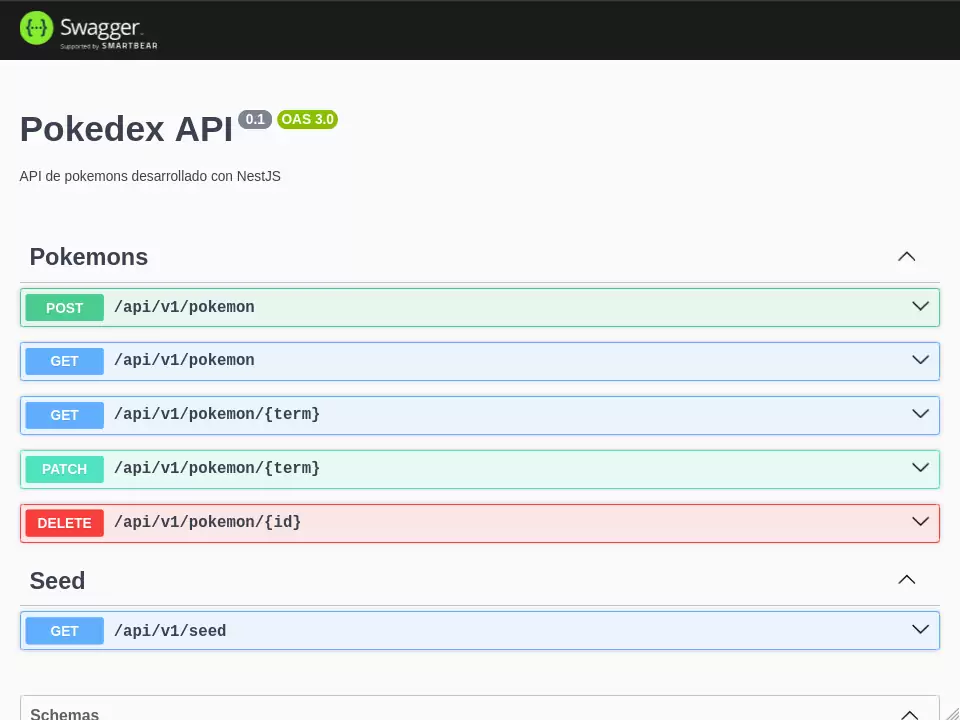 Swagger
Supported by SMARTBEAR
Pokedex API 0.1 OAS 3.0
API de pokemons desarrollado con NestJS
Pokemons
POST /api/v1/pokemon
GET /api/v1/pokemon
GET /api/v1/pokemon/{term}
PATCH /api/v1/pokemon/{term}
DELETE /api/v1/pokemon/{id}
Seed
GET /api/v1/seed
Schemas